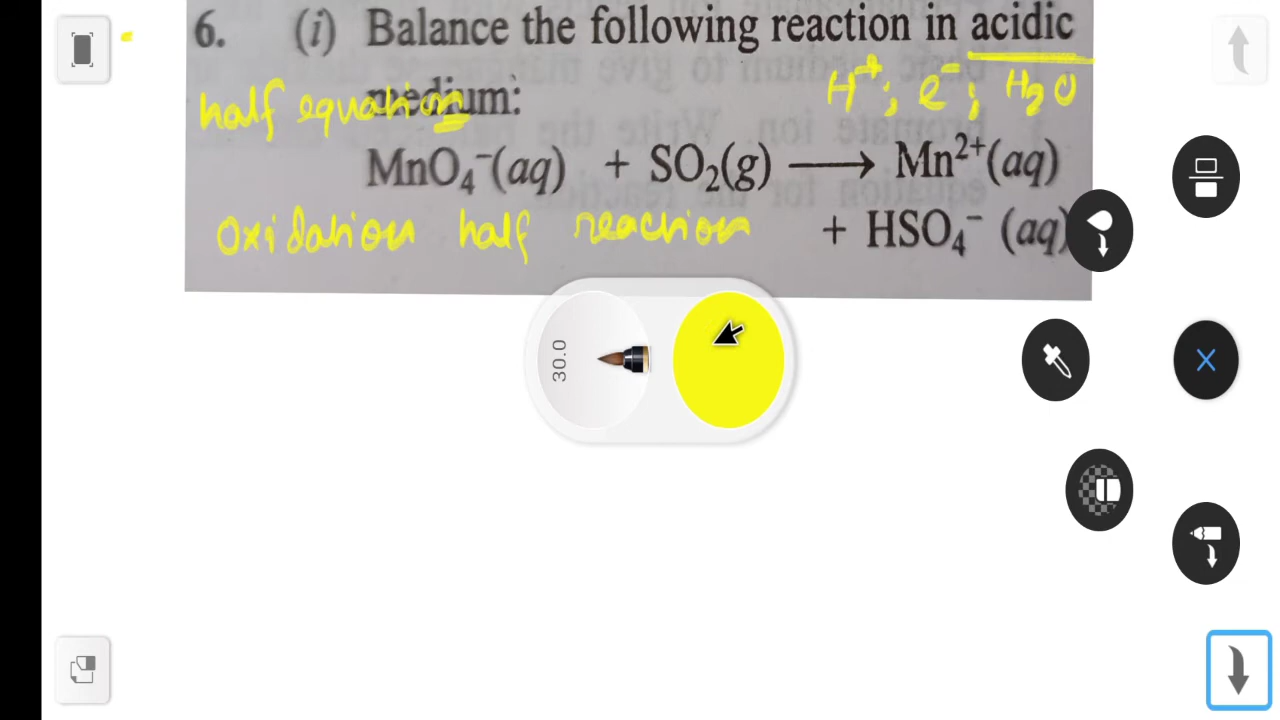 6. (i) Balance the following reaction in acidic
H⁺; e⁻; H₂O
half equation medium:
MnO₄⁻(aq) + SO₂(g) ⟶ Mn²⁺(aq)
oxidation half reaction + HSO₄⁻ (aq)
30.0